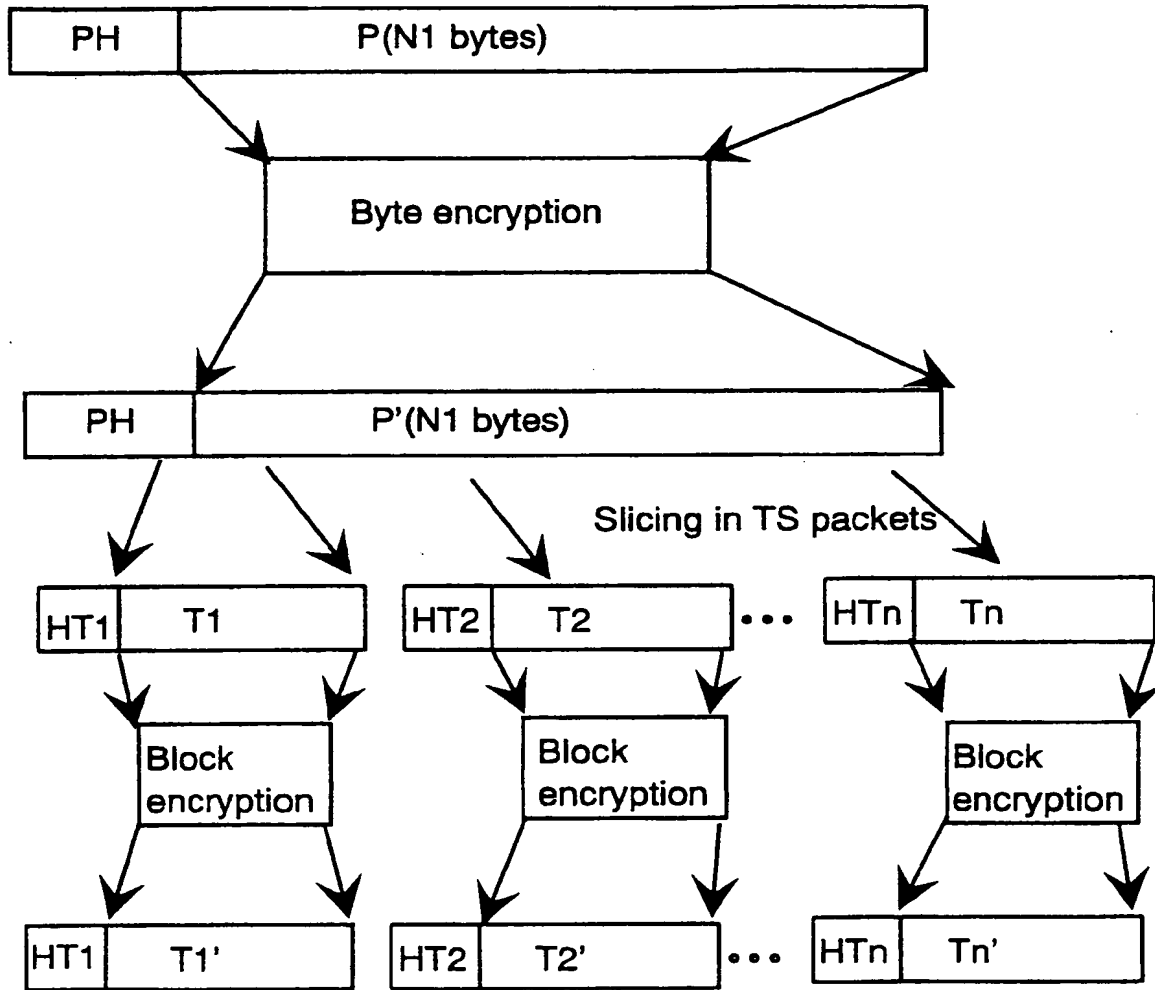 PH P(N1 bytes)
Byte encryption
PH P'(N1 bytes)
Slicing in TS packets
HT1 T1 HT2 T2 ••• HTn Tn
Block
encryption
Block
encryption
Block
encryption
HT1 T1' HT2 T2' ••• HTn Tn'